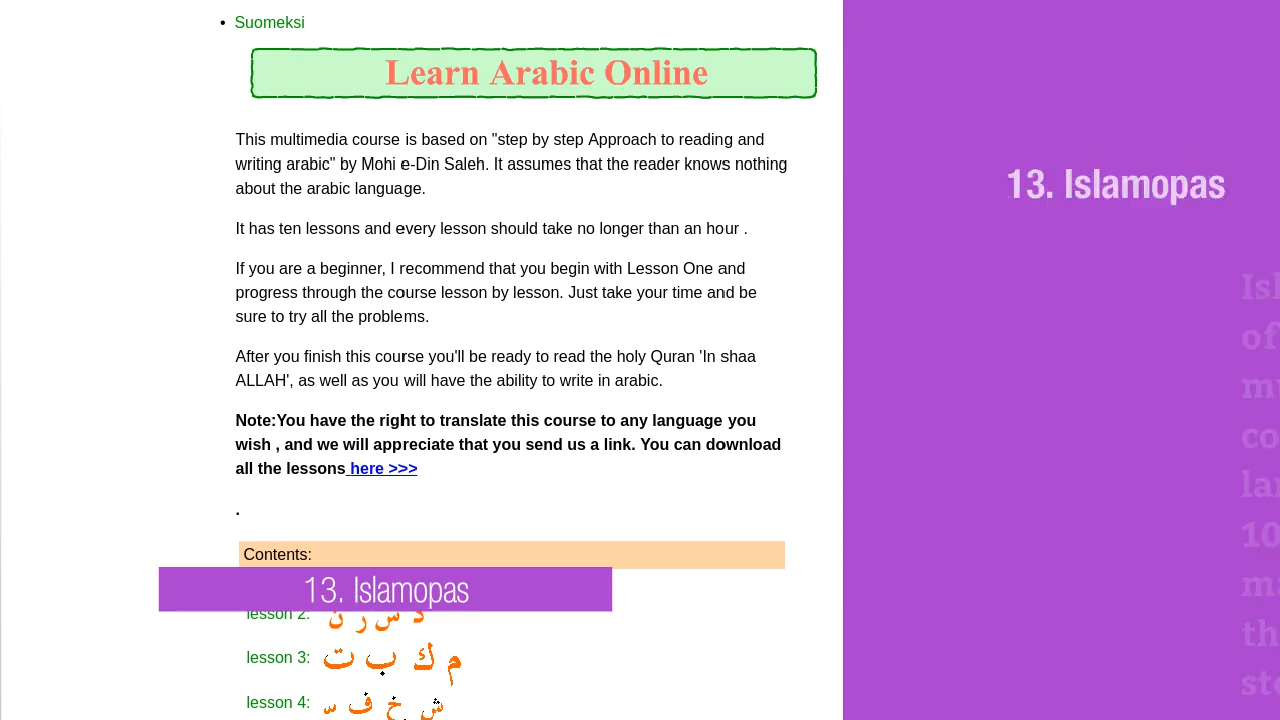 • Suomeksi
Learn Arabic Online
This multimedia course is based on "step by step Approach to reading and
writing arabic" by Mohi e-Din Saleh. It assumes that the reader knows nothing
about the arabic language.
It has ten lessons and every lesson should take no longer than an hour .
If you are a beginner, I recommend that you begin with Lesson One and
progress through the course lesson by lesson. Just take your time and be
sure to try all the problems.
After you finish this course you'll be ready to read the holy Quran 'In shaa
ALLAH', as well as you will have the ability to write in arabic.
Note:You have the right to translate this course to any language you
wish , and we will appreciate that you send us a link. You can download
all the lessons here >>>
.
Contents:
13. Islamopas
lesson 2: د س ر ن
lesson 3: م ك ب ت
lesson 4: ش خ ف
13. Islamopas
of
10